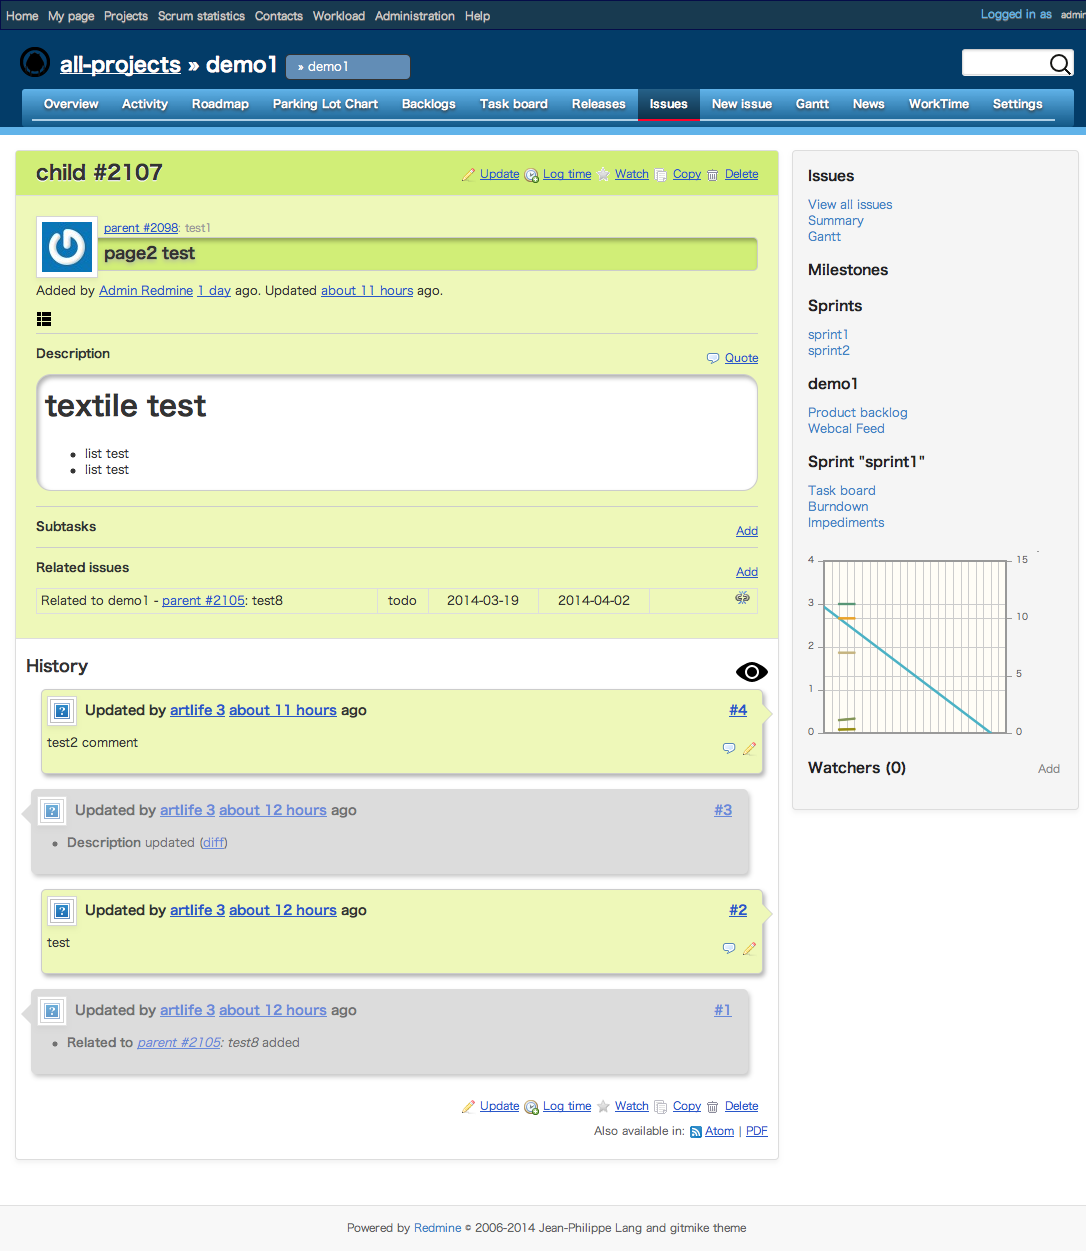 Home My page Projects Scrum statistics Contacts Workload Administration Help
Logged in as admin
all-projects » demo1 » demo1
Overview Activity Roadmap Parking Lot Chart Backlogs Task board Releases Issues New issue Gantt News WorkTime Settings
child #2107
Update Log time Watch Copy Delete
parent #2098: test1
page2 test
Added by Admin Redmine 1 day ago. Updated about 11 hours ago.
Description
Quote
textile test
• list test
• list test
Subtasks
Add
Related issues
Add
Related to demo1 - parent #2105: test8 todo 2014-03-19 2014-04-02
History
Updated by artlife 3 about 11 hours ago #4
test2 comment
Updated by artlife 3 about 12 hours ago #3
• Description updated (diff)
Updated by artlife 3 about 12 hours ago #2
test
Updated by artlife 3 about 12 hours ago #1
• Related to parent #2105: test8 added
Update Log time Watch Copy Delete
Also available in: Atom | PDF
Issues
View all issues
Summary
Gantt
Milestones
Sprints
sprint1
sprint2
demo1
Product backlog
Webcal Feed
Sprint "sprint1"
Task board
Burndown
Impediments
4 15
3
10
2
5
1
0 0
Watchers (0) Add
Powered by Redmine © 2006-2014 Jean-Philippe Lang and gitmike theme